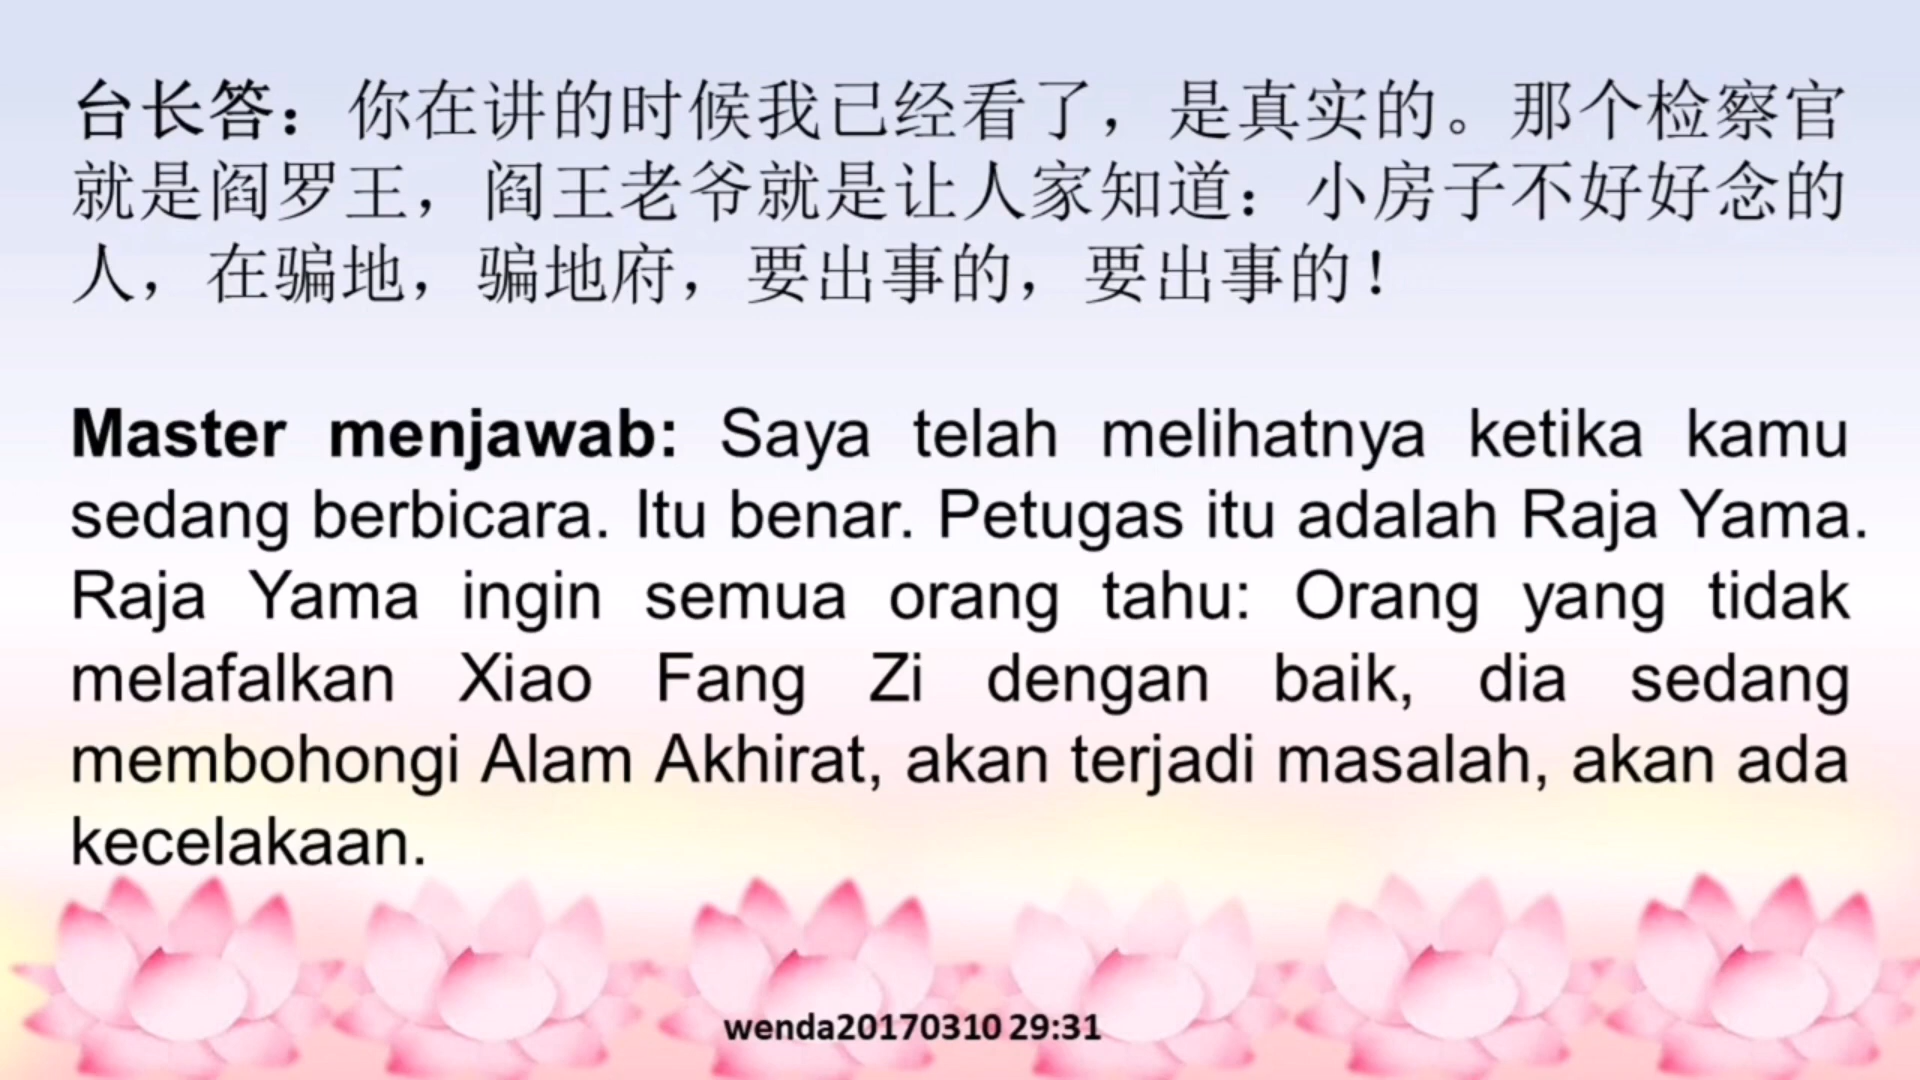 台长答：你在讲的时候我已经看了，是真实的。那个检察官
就是阎罗王，阎王老爷就是让人家知道：小房子不好好念的
人，在骗地，骗地府，要出事的，要出事的！
Master menjawab: Saya telah melihatnya ketika kamu
sedang berbicara. Itu benar. Petugas itu adalah Raja Yama.
Raja Yama ingin semua orang tahu: Orang yang tidak
melafalkan Xiao Fang Zi dengan baik, dia sedang
membohongi Alam Akhirat, akan terjadi masalah, akan ada
kecelakaan.
wenda20170310 29:31